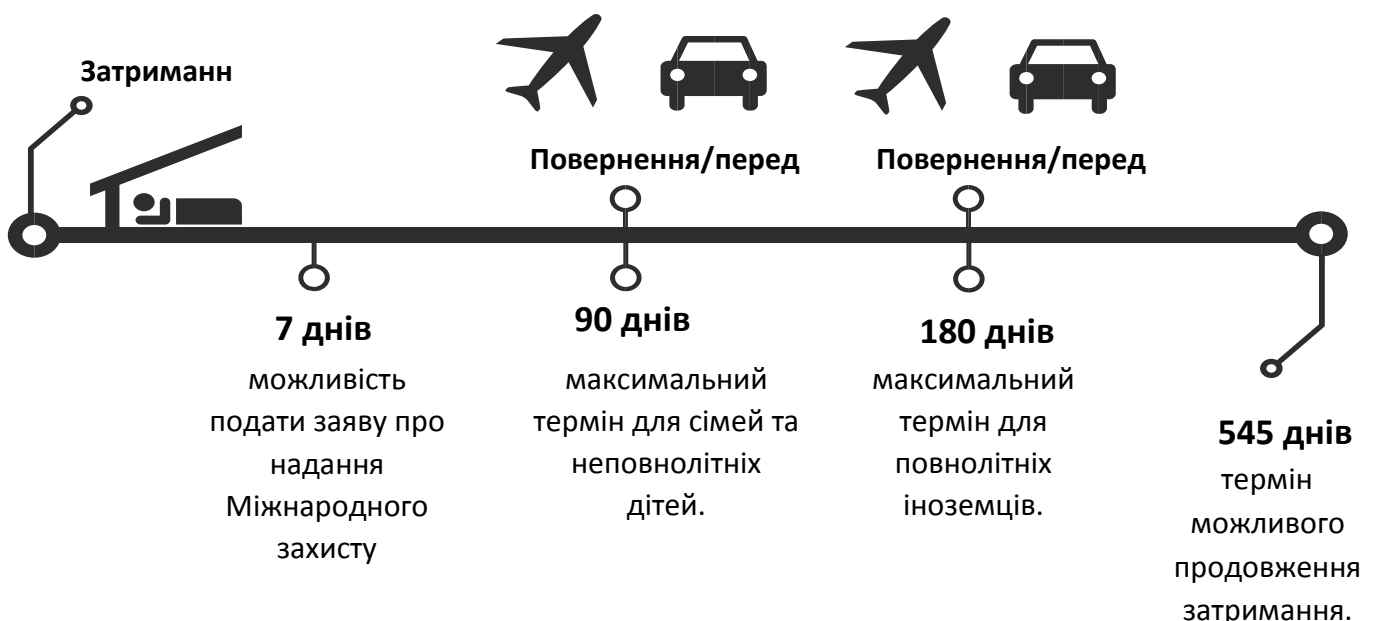 Затриманн
Повернення/перед
Повернення/перед
7 днів
можливість
подати заяву про
надання
Міжнародного
захисту
90 днів
максимальний
термін для сімей та
неповнолітніх
дітей.
180 днів
максимальний
термін для
повнолітніх
іноземців.
545 днів
термін
можливого
продовження
затримання.